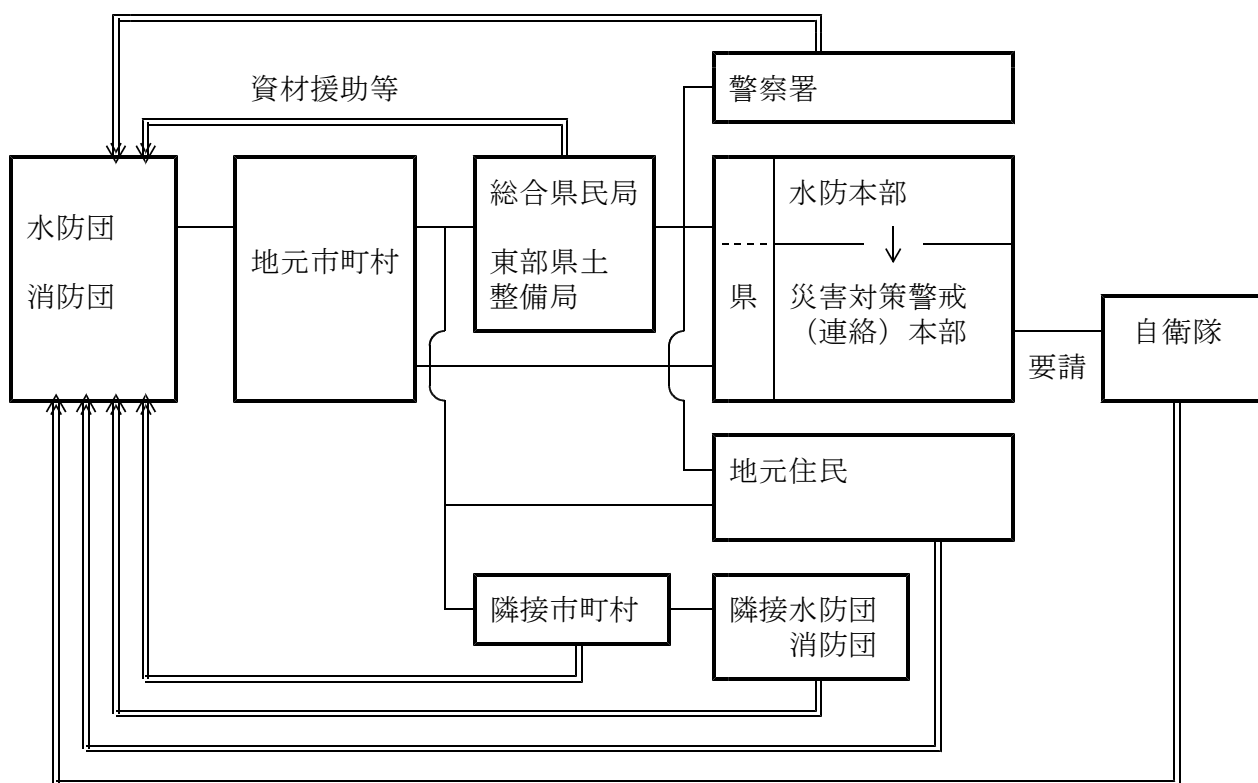 資材援助等
警察署
水防団
消防団
地元市町村
総合県民局
東部県土
整備局
県
水防本部
災害対策警戒
（連絡）本部
要請
自衛隊
地元住民
隣接市町村
隣接水防団
消防団